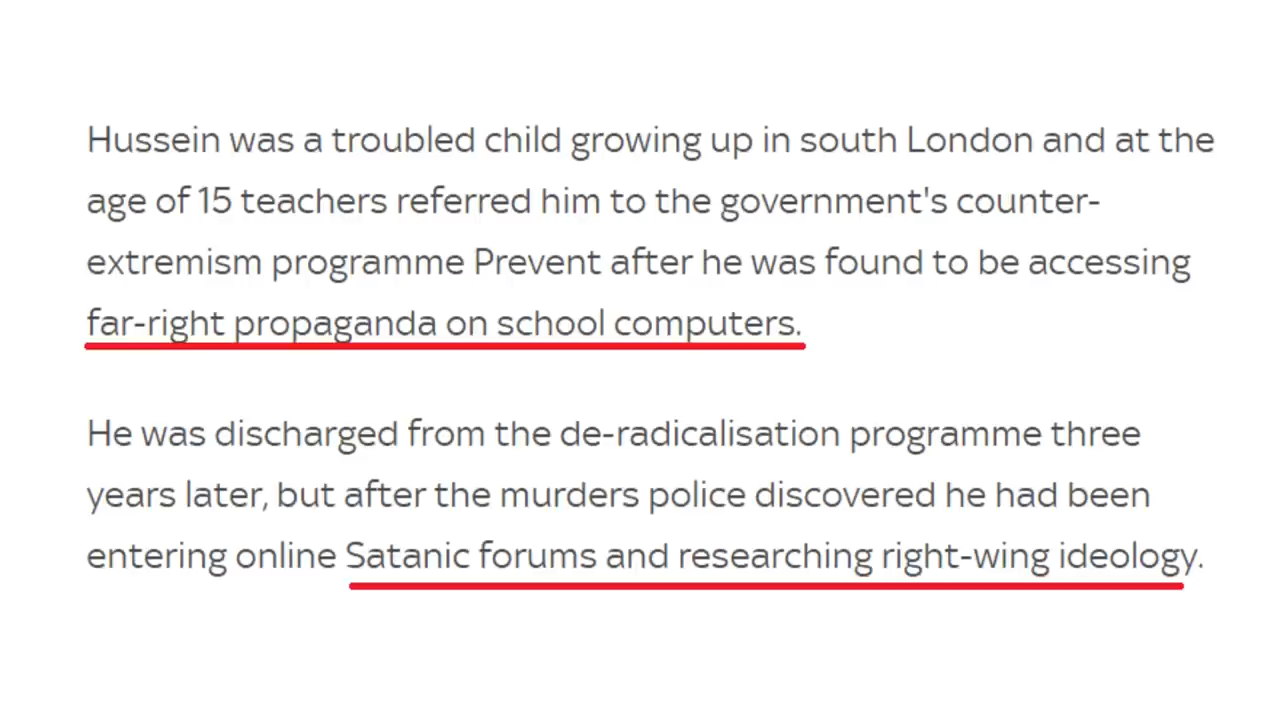 Hussein was a troubled child growing up in south London and at the
age of 15 teachers referred him to the government's counter-
extremism programme Prevent after he was found to be accessing
far-right propaganda on school computers.
He was discharged from the de-radicalisation programme three
years later, but after the murders police discovered he had been
entering online Satanic forums and researching right-wing ideology.